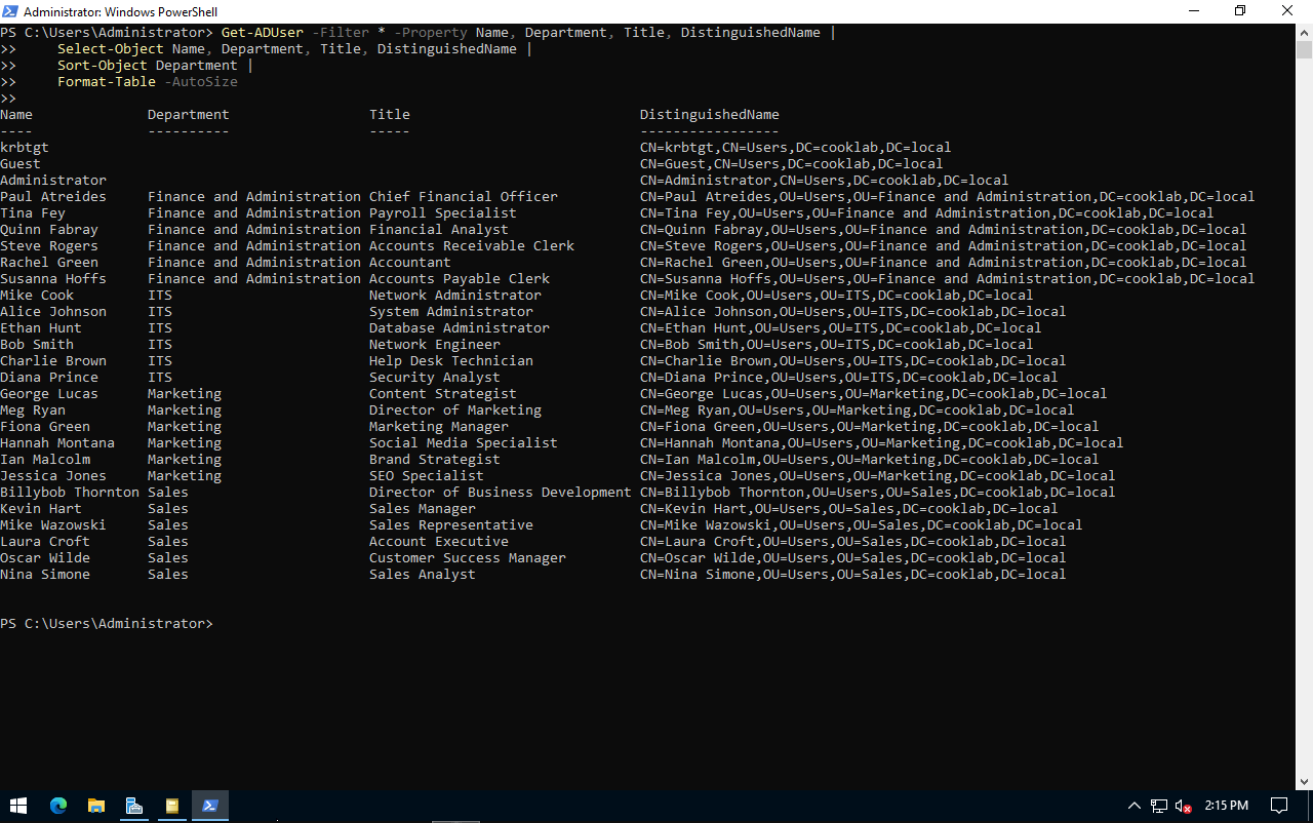 Administrator: Windows PowerShell
PS C:\Users\Administrator> Get-ADUser -Filter * -Property Name, Department, Title, DistinguishedName |
>>     Select-Object Name, Department, Title, DistinguishedName |
>>     Sort-Object Department |
>>     Format-Table -AutoSize
>>
Name             Department                 Title                            DistinguishedName
----             ----------                 -----                            -----------------
krbtgt                                                                       CN=krbtgt,CN=Users,DC=cooklab,DC=local
Guest                                                                        CN=Guest,CN=Users,DC=cooklab,DC=local
Administrator                                                                CN=Administrator,CN=Users,DC=cooklab,DC=local
Paul Atreides    Finance and Administration Chief Financial Officer          CN=Paul Atreides,OU=Users,OU=Finance and Administration,DC=cooklab,DC=local
Tina Fey         Finance and Administration Payroll Specialist               CN=Tina Fey,OU=Users,OU=Finance and Administration,DC=cooklab,DC=local
Quinn Fabray     Finance and Administration Financial Analyst                CN=Quinn Fabray,OU=Users,OU=Finance and Administration,DC=cooklab,DC=local
Steve Rogers     Finance and Administration Accounts Receivable Clerk        CN=Steve Rogers,OU=Users,OU=Finance and Administration,DC=cooklab,DC=local
Rachel Green     Finance and Administration Accountant                       CN=Rachel Green,OU=Users,OU=Finance and Administration,DC=cooklab,DC=local
Susanna Hoffs    Finance and Administration Accounts Payable Clerk           CN=Susanna Hoffs,OU=Users,OU=Finance and Administration,DC=cooklab,DC=local
Mike Cook        ITS                        Network Administrator            CN=Mike Cook,OU=Users,OU=ITS,DC=cooklab,DC=local
Alice Johnson    ITS                        System Administrator             CN=Alice Johnson,OU=Users,OU=ITS,DC=cooklab,DC=local
Ethan Hunt       ITS                        Database Administrator           CN=Ethan Hunt,OU=Users,OU=ITS,DC=cooklab,DC=local
Bob Smith        ITS                        Network Engineer                 CN=Bob Smith,OU=Users,OU=ITS,DC=cooklab,DC=local
Charlie Brown    ITS                        Help Desk Technician             CN=Charlie Brown,OU=Users,OU=ITS,DC=cooklab,DC=local
Diana Prince     ITS                        Security Analyst                 CN=Diana Prince,OU=Users,OU=ITS,DC=cooklab,DC=local
George Lucas     Marketing                  Content Strategist               CN=George Lucas,OU=Users,OU=Marketing,DC=cooklab,DC=local
Meg Ryan         Marketing                  Director of Marketing            CN=Meg Ryan,OU=Users,OU=Marketing,DC=cooklab,DC=local
Fiona Green      Marketing                  Marketing Manager                CN=Fiona Green,OU=Users,OU=Marketing,DC=cooklab,DC=local
Hannah Montana   Marketing                  Social Media Specialist          CN=Hannah Montana,OU=Users,OU=Marketing,DC=cooklab,DC=local
Ian Malcolm      Marketing                  Brand Strategist                 CN=Ian Malcolm,OU=Users,OU=Marketing,DC=cooklab,DC=local
Jessica Jones    Marketing                  SEO Specialist                   CN=Jessica Jones,OU=Users,OU=Marketing,DC=cooklab,DC=local
Billybob Thornton Sales                     Director of Business Development CN=Billybob Thornton,OU=Users,OU=Sales,DC=cooklab,DC=local
Kevin Hart       Sales                      Sales Manager                    CN=Kevin Hart,OU=Users,OU=Sales,DC=cooklab,DC=local
Mike Wazowski    Sales                      Sales Representative             CN=Mike Wazowski,OU=Users,OU=Sales,DC=cooklab,DC=local
Laura Croft      Sales                      Account Executive                CN=Laura Croft,OU=Users,OU=Sales,DC=cooklab,DC=local
Oscar Wilde      Sales                      Customer Success Manager         CN=Oscar Wilde,OU=Users,OU=Sales,DC=cooklab,DC=local
Nina Simone      Sales                      Sales Analyst                    CN=Nina Simone,OU=Users,OU=Sales,DC=cooklab,DC=local
PS C:\Users\Administrator>
2:15 PM